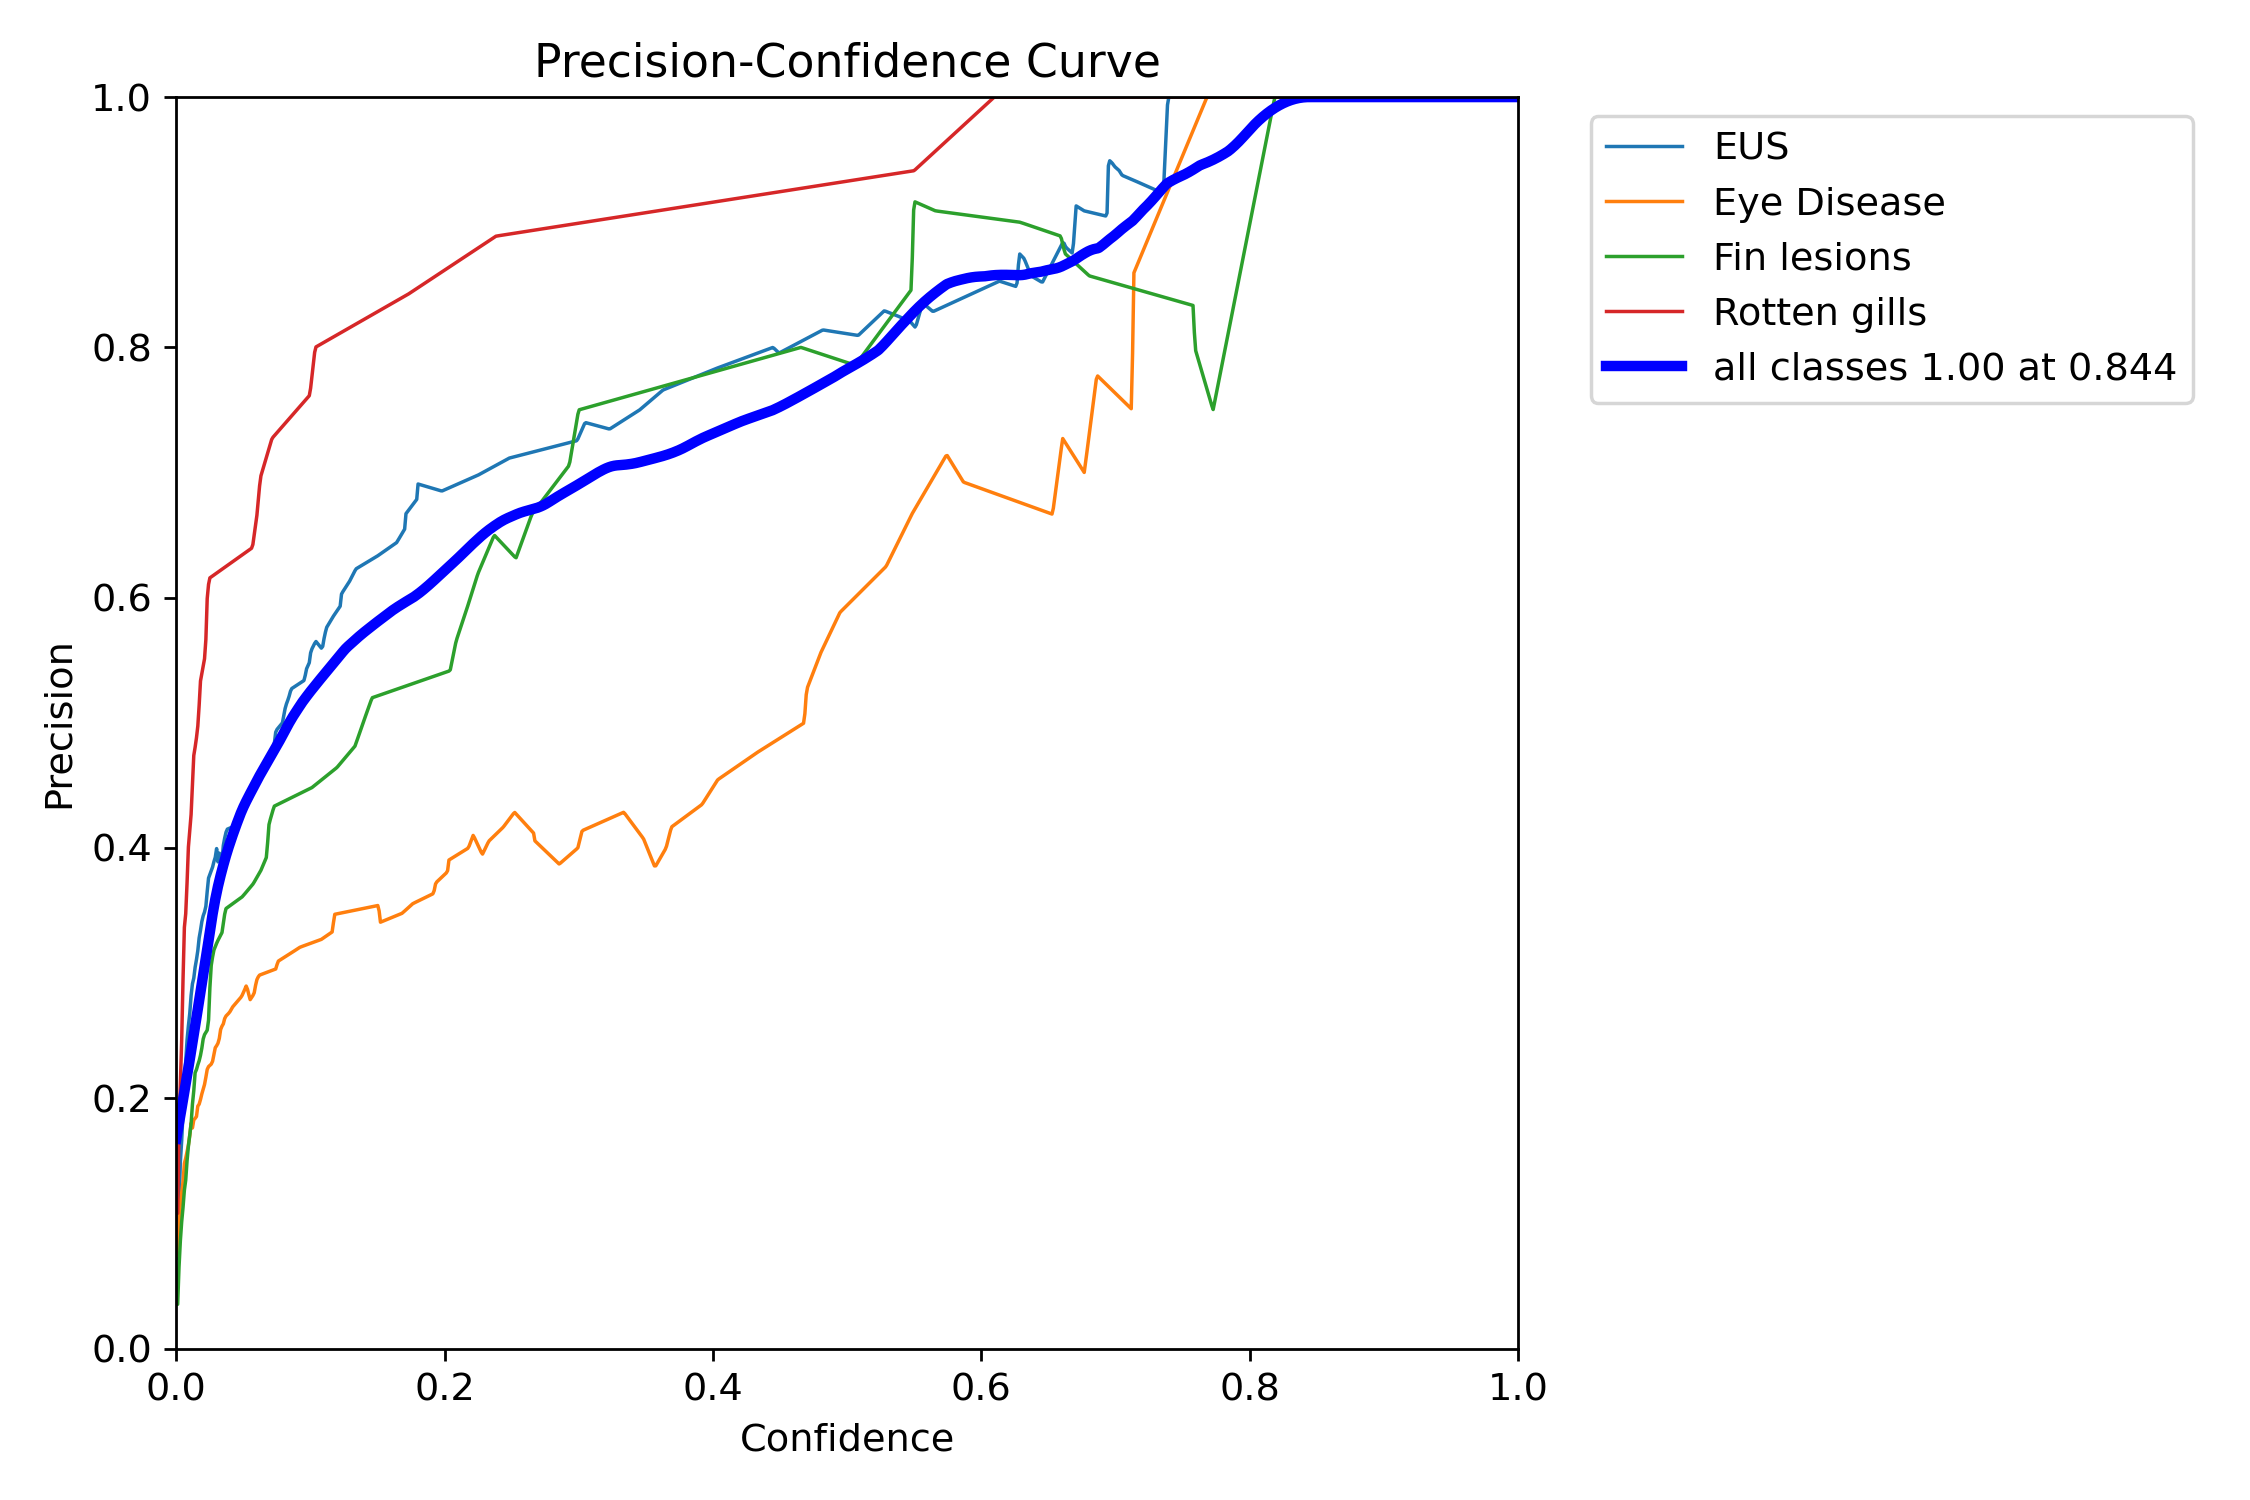 Precision-Confidence Curve
1.0
0.8
0.6
0.4
0.2
0.0
Precision
0.0 0.2 0.4 0.6 0.8 1.0
Confidence
EUS
Eye Disease
Fin lesions
Rotten gills
all classes 1.00 at 0.844